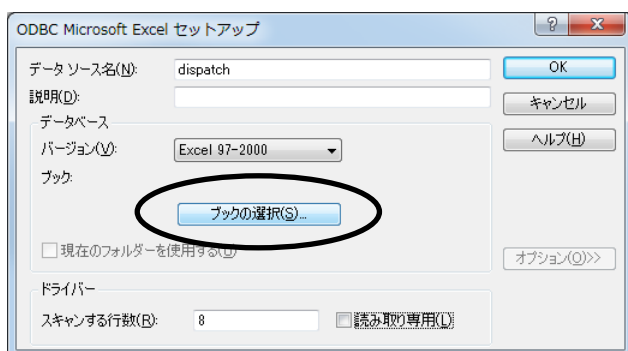 ODBC Microsoft Excel セットアップ
データ ソース名(N): dispatch
OK
説明(D):
キャンセル
データベース
ヘルプ(H)
バージョン(V): Excel 97-2000
ブック:
ブックの選択(S)...
現在のフォルダーを使用する(U)
オプション(O)>>
ドライバー
スキャンする行数(R): 8
読み取り専用(L)